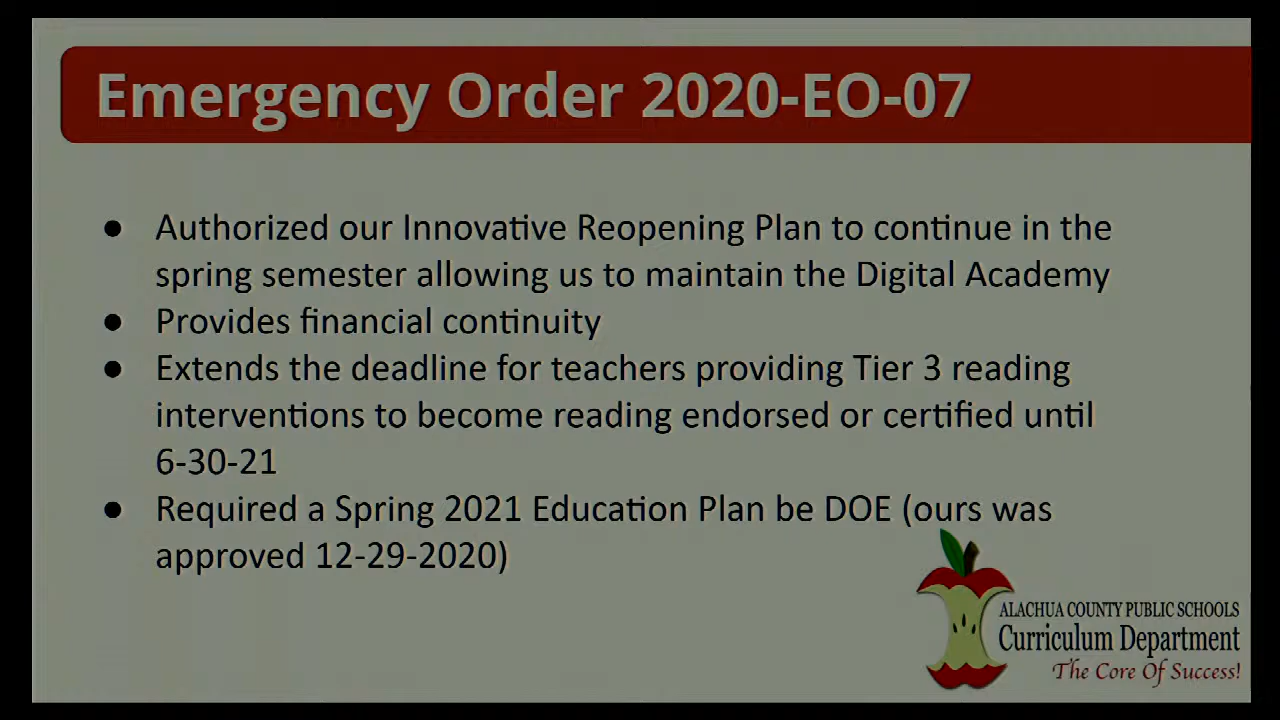 Emergency Order 2020-EO-07
● Authorized our Innovative Reopening Plan to continue in the
spring semester allowing us to maintain the Digital Academy
● Provides financial continuity
● Extends the deadline for teachers providing Tier 3 reading
interventions to become reading endorsed or certified until
6-30-21
● Required a Spring 2021 Education Plan be DOE (ours was
approved 12-29-2020)
ALACHUA COUNTY PUBLIC SCHOOLS
Curriculum Department
The Core Of Success!